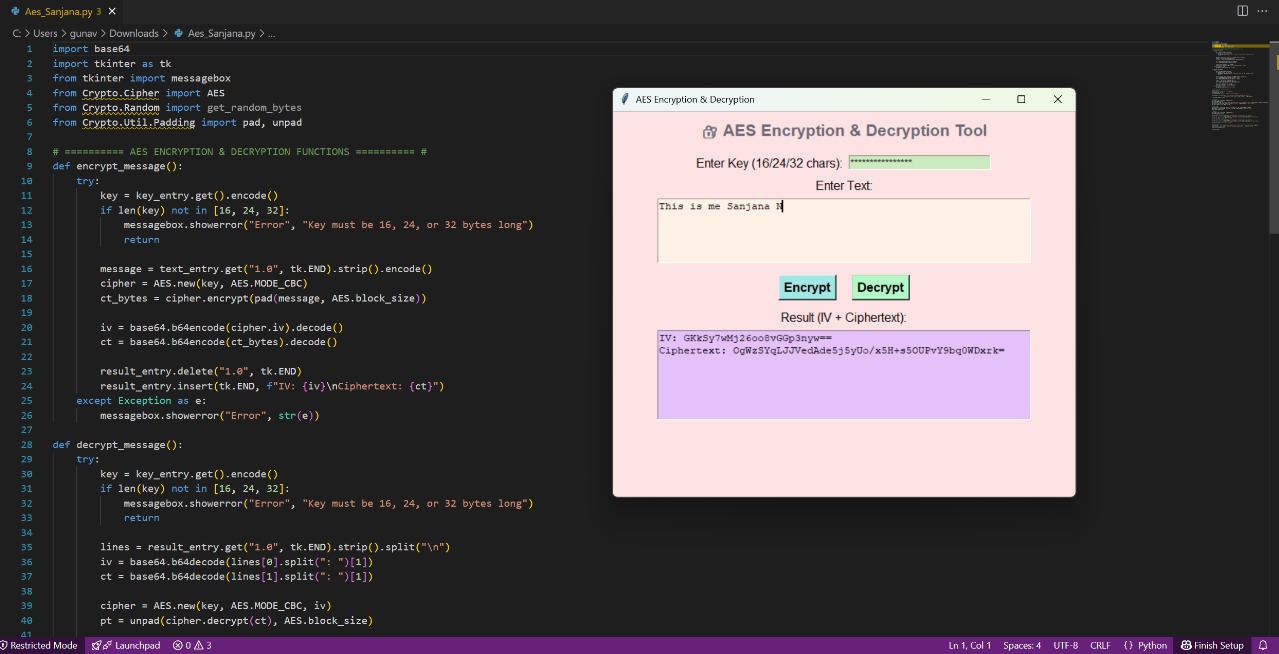 Aes_Sanjana.py 3
C: > Users > gunav > Downloads > Aes_Sanjana.py > ...
1 import base64
2 import tkinter as tk
3 from tkinter import messagebox
4 from Crypto.Cipher import AES
5 from Crypto.Random import get_random_bytes
6 from Crypto.Util.Padding import pad, unpad
7
8 # ========== AES ENCRYPTION & DECRYPTION FUNCTIONS ========== #
9 def encrypt_message():
10 try:
11 key = key_entry.get().encode()
12 if len(key) not in [16, 24, 32]:
13 messagebox.showerror("Error", "Key must be 16, 24, or 32 bytes long")
14 return
15
16 message = text_entry.get("1.0", tk.END).strip().encode()
17 cipher = AES.new(key, AES.MODE_CBC)
18 ct_bytes = cipher.encrypt(pad(message, AES.block_size))
19
20 iv = base64.b64encode(cipher.iv).decode()
21 ct = base64.b64encode(ct_bytes).decode()
22
23 result_entry.delete("1.0", tk.END)
24 result_entry.insert(tk.END, f"IV: {iv}\nCiphertext: {ct}")
25 except Exception as e:
26 messagebox.showerror("Error", str(e))
27
28 def decrypt_message():
29 try:
30 key = key_entry.get().encode()
31 if len(key) not in [16, 24, 32]:
32 messagebox.showerror("Error", "Key must be 16, 24, or 32 bytes long")
33 return
34
35 lines = result_entry.get("1.0", tk.END).strip().split("\n")
36 iv = base64.b64decode(lines[0].split(": ")[1])
37 ct = base64.b64decode(lines[1].split(": ")[1])
38
39 cipher = AES.new(key, AES.MODE_CBC, iv)
40 pt = unpad(cipher.decrypt(ct), AES.block_size)
41
AES Encryption & Decryption
AES Encryption & Decryption Tool
Enter Key (16/24/32 chars): ****************
Enter Text:
This is me Sanjana N
Encrypt Decrypt
Result (IV + Ciphertext):
IV: GKkSy7wMj26oo8vGGp3nyw==
Ciphertext: OgWzSYqLJJVedAde5j5yUo/x5H+s5OUPvY9bq0WDxrk=
Restricted Mode Launchpad 0 3 Ln 1, Col 1 Spaces: 4 UTF-8 CRLF {} Python Finish Setup